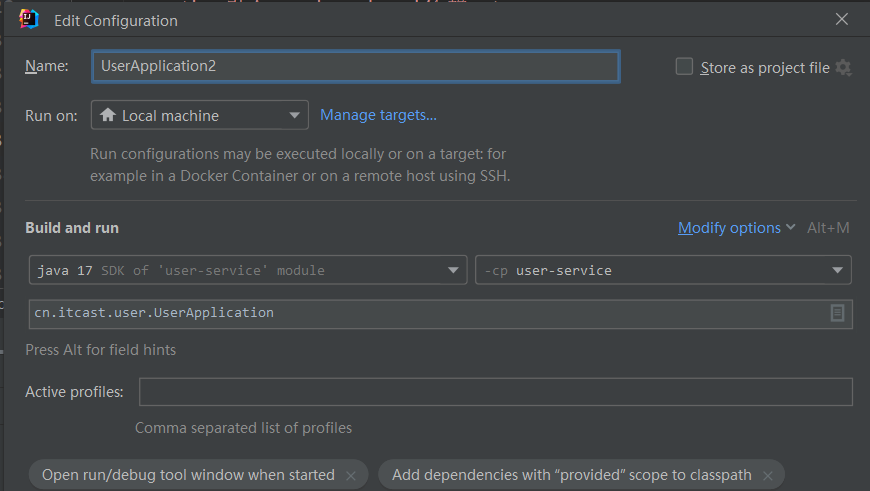 Edit Configuration
Name: UserApplication2 Store as project file
Run on: Local machine Manage targets...
Run configurations may be executed locally or on a target: for
example in a Docker Container or on a remote host using SSH.
Build and run Modify options Alt+M
java 17 SDK of 'user-service' module -cp user-service
cn.itcast.user.UserApplication
Press Alt for field hints
Active profiles:
Comma separated list of profiles
Open run/debug tool window when started × Add dependencies with “provided” scope to classpath ×